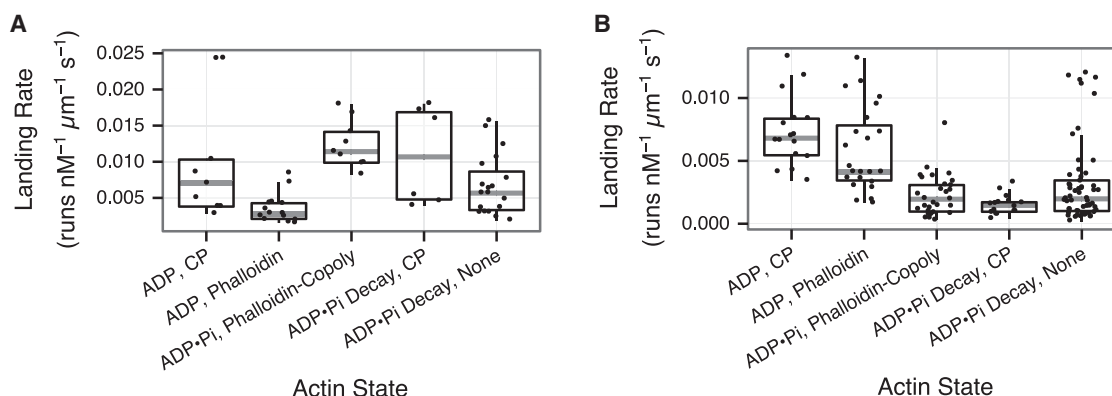 A
Landing Rate
(runs nM⁻¹ μm⁻¹ s⁻¹)
0.025
0.020
0.015
0.010
0.005
ADP, CP
ADP, Phalloidin
ADP•Pi, Phalloidin-Copoly
ADP•Pi Decay, CP
ADP•Pi Decay, None
Actin State
B
Landing Rate
(runs nM⁻¹ μm⁻¹ s⁻¹)
0.010
0.005
0.000
ADP, CP
ADP, Phalloidin
ADP•Pi, Phalloidin-Copoly
ADP•Pi Decay, CP
ADP•Pi Decay, None
Actin State